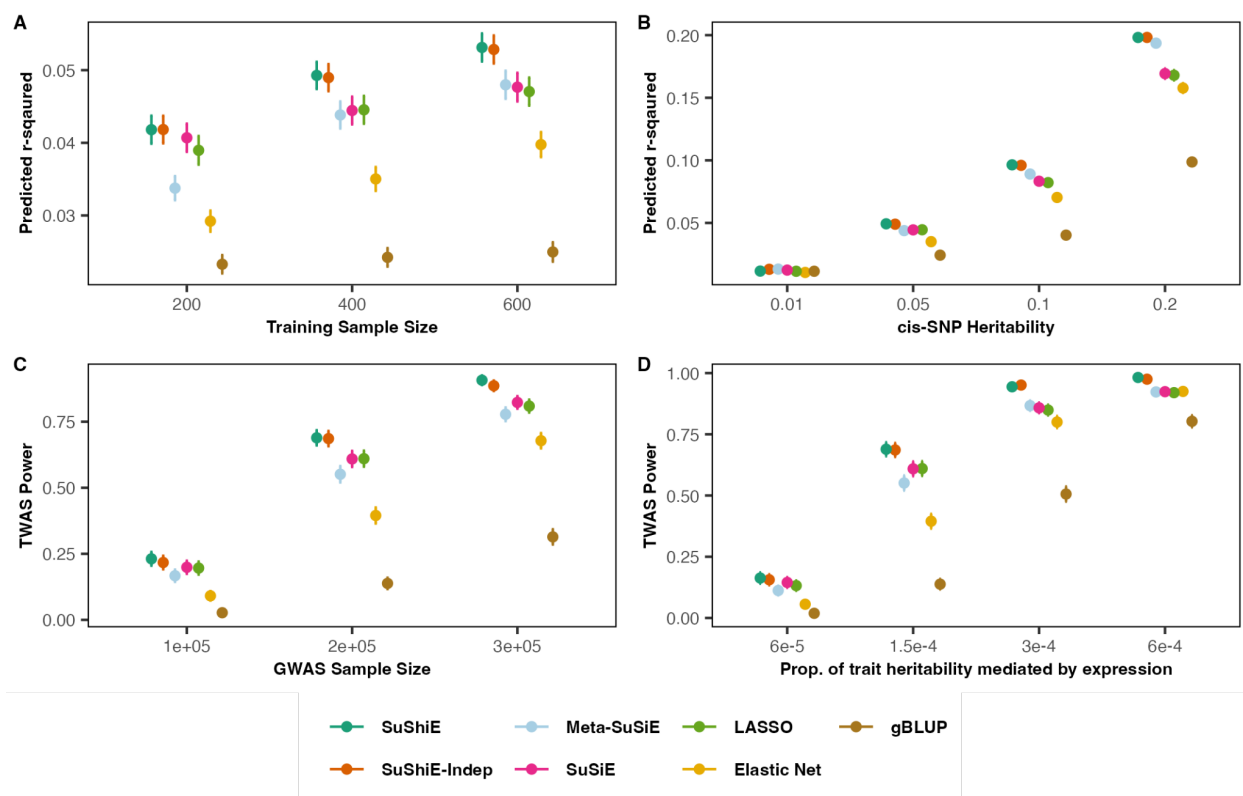 A
Predicted r-sqaured
0.05
0.04
0.03
200
400
600
Training Sample Size
B
Predicted r-sqaured
0.20
0.15
0.10
0.05
0.01
0.05
0.1
0.2
cis-SNP Heritability
C
TWAS Power
0.75
0.50
0.25
0.00
1e+05
2e+05
3e+05
GWAS Sample Size
D
TWAS Power
1.00
0.75
0.50
0.25
0.00
6e-5
1.5e-4
3e-4
6e-4
Prop. of trait heritability mediated by expression
SuShiE
Meta-SuSiE
LASSO
gBLUP
SuShiE-Indep
SuSiE
Elastic Net